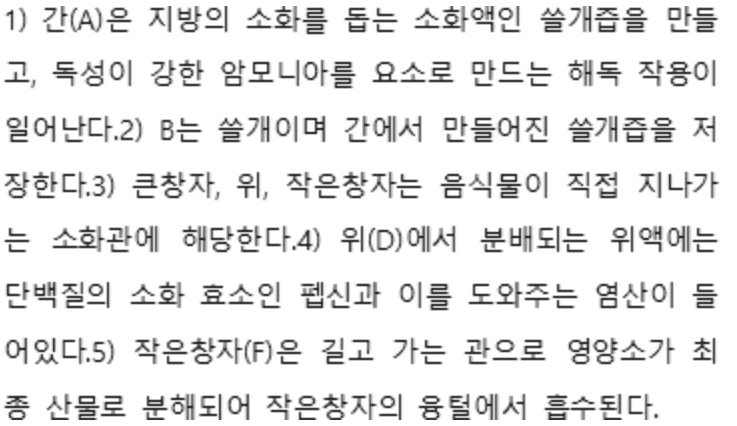 1) 간(A)은 지방의 소화를 돕는 소화액인 쓸개즙을 만들
고, 독성이 강한 암모니아를 요소로 만드는 해독 작용이
일어난다.2) B는 쓸개이며 간에서 만들어진 쓸개즙을 저
장한다.3) 큰창자, 위, 작은창자는 음식물이 직접 지나가
는 소화관에 해당한다.4) 위(D)에서 분배되는 위액에는
단백질의 소화 효소인 펩신과 이를 도와주는 염산이 들
어있다.5) 작은창자(F)은 길고 가는 관으로 영양소가 최
종 산물로 분해되어 작은창자의 융털에서 흡수된다.